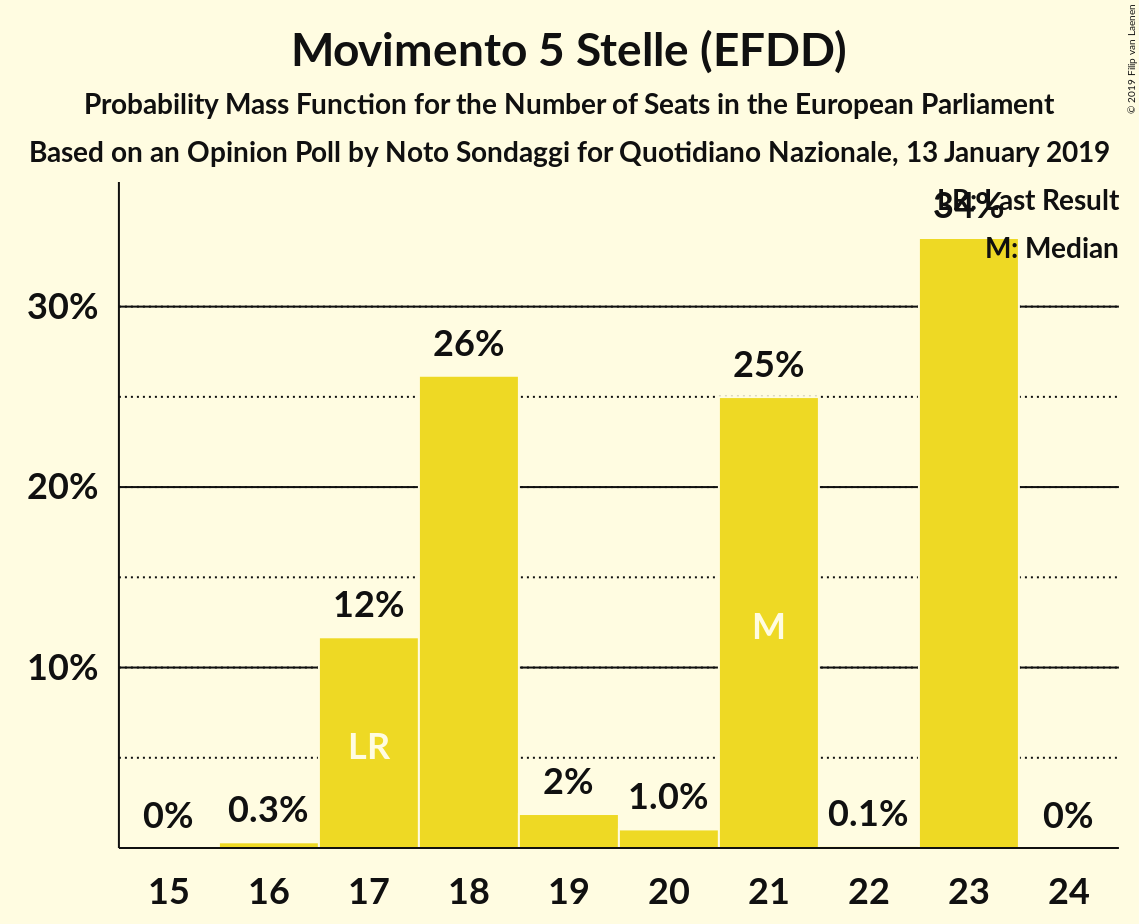 Movimento 5 Stelle (EFDD)
Probability Mass Function for the Number of Seats in the European Parliament
Based on an Opinion Poll by Noto Sondaggi for Quotidiano Nazionale, 13 January 2019
© 2019 Filip van Laenen
LR: Last Result
M: Median
34%
30%
26%
25%
20%
12%
10%
M
LR
0%
0.3%
2%
1.0%
0.1%
0%
15 16 17 18 19 20 21 22 23 24